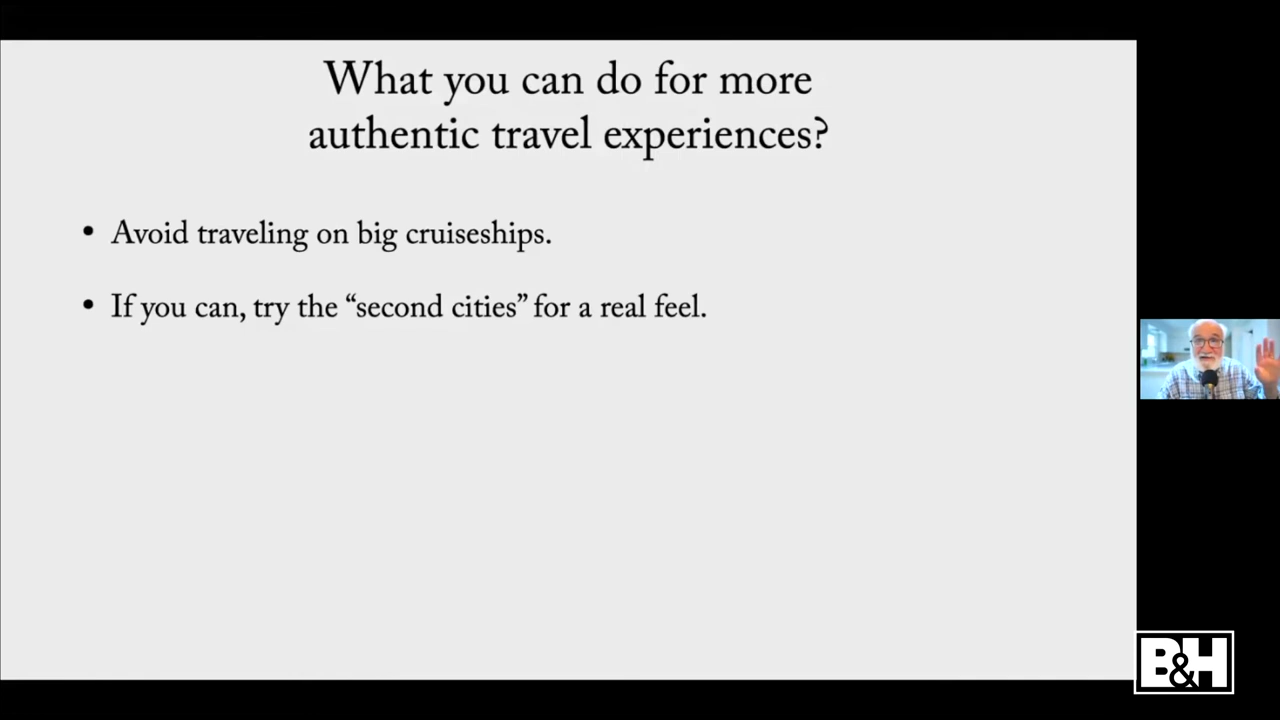 What you can do for more
authentic travel experiences?
• Avoid traveling on big cruiseships.
• If you can, try the “second cities” for a real feel.
B&H